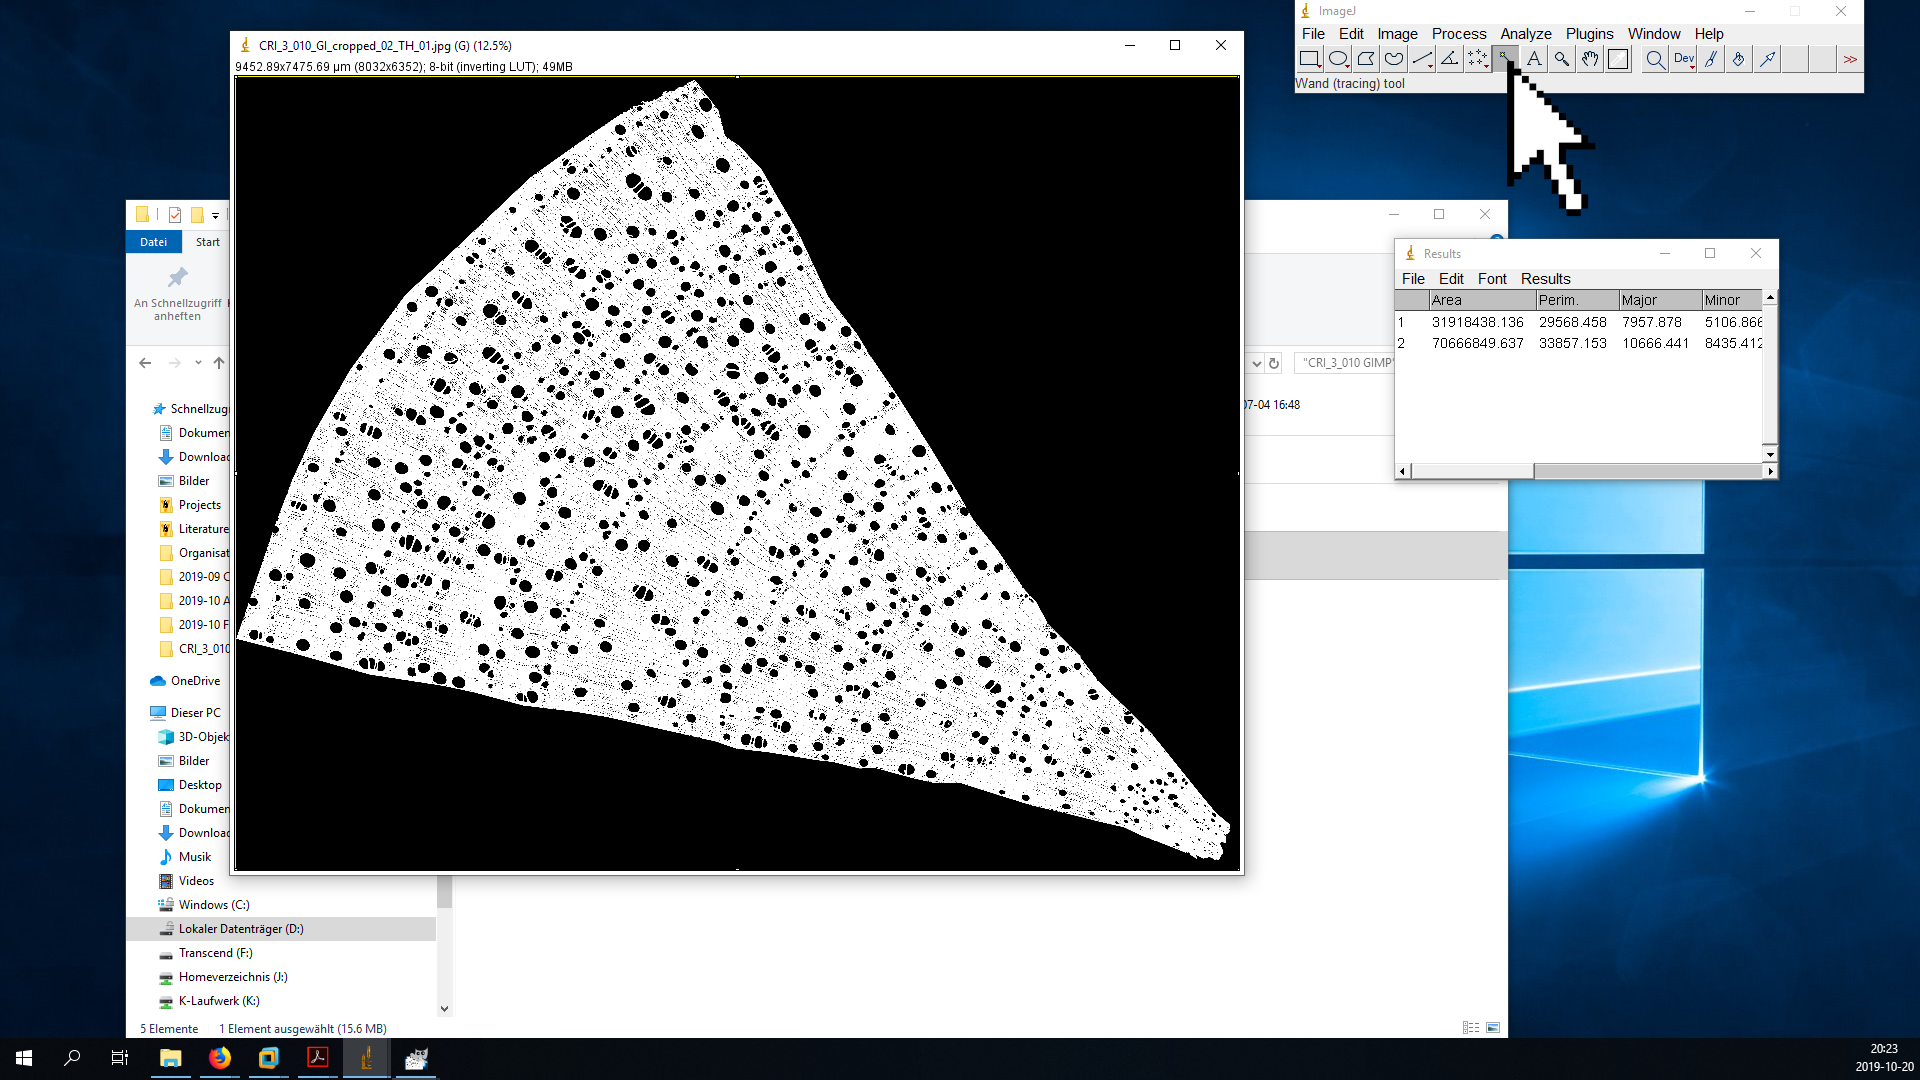 CRI_3_010_GI_cropped_02_TH_01.jpg (G) (12.5%)
9452.89x7475.69 µm (8032x6352); 8-bit (inverting LUT); 49MB
ImageJ
File Edit Image Process Analyze Plugins Window Help
A Dev >>
Wand (tracing) tool
Datei Start
An Schnellzugriff
anheften
"CRI_3_010 GIMP"
07-04 16:48
Results
File Edit Font Results
Area Perim. Major Minor
1 31918438.136 29568.458 7957.878 5106.866
2 70666849.637 33857.153 10666.441 8435.412
Schnellzug
Dokumen
Download
Bilder
Projects
Literature
Organisat
2019-09 C
2019-10 A
2019-10 F
CRI_3_010
OneDrive
Dieser PC
3D-Objek
Bilder
Desktop
Dokumen
Download
Musik
Videos
Windows (C:)
Lokaler Datenträger (D:)
Transcend (F:)
Homeverzeichnis (J:)
K-Laufwerk (K:)
5 Elemente 1 Element ausgewählt (15.6 MB)
20:23
2019-10-20